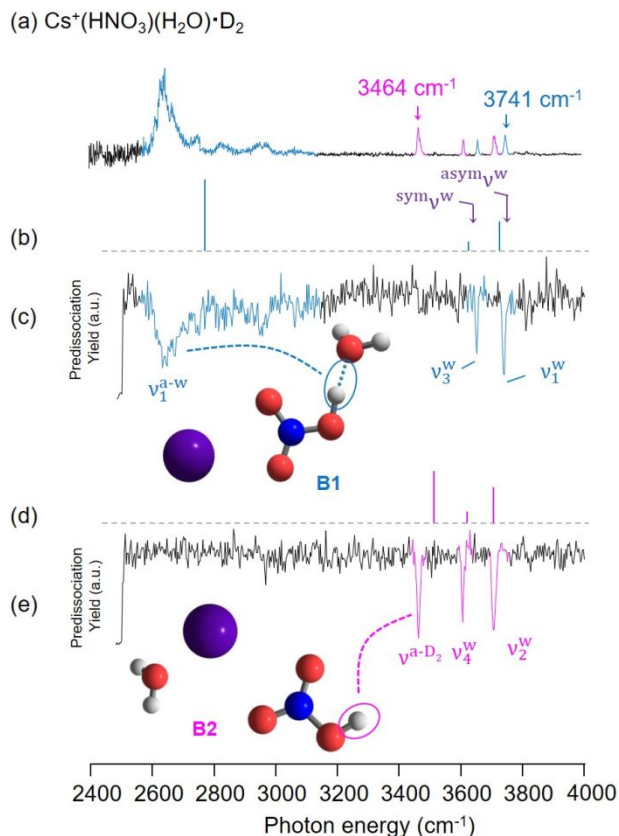 (a) Cs⁺(HNO₃)(H₂O)·D₂
3464 cm⁻¹
3741 cm⁻¹
symνʷ
asymνʷ
(b)
(c)
Predissociation
Yield (a.u.)
ν₁ᵃ⁻ʷ
ν₃ʷ
ν₁ʷ
B1
(d)
(e)
Predissociation
Yield (a.u.)
νᵃ⁻ᴰ₂
ν₄ʷ
ν₂ʷ
B2
2400 2600 2800 3000 3200 3400 3600 3800 4000
Photon energy (cm⁻¹)